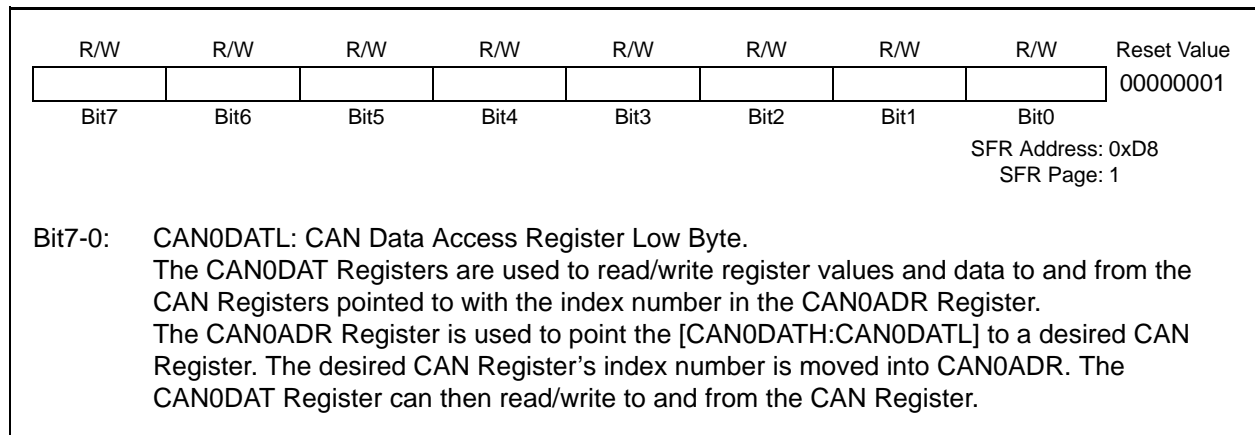 R/W R/W R/W R/W R/W R/W R/W R/W Reset Value
00000001
Bit7 Bit6 Bit5 Bit4 Bit3 Bit2 Bit1 Bit0
SFR Address: 0xD8
SFR Page: 1
Bit7-0: CAN0DATL: CAN Data Access Register Low Byte.
The CAN0DAT Registers are used to read/write register values and data to and from the
CAN Registers pointed to with the index number in the CAN0ADR Register.
The CAN0ADR Register is used to point the [CAN0DATH:CAN0DATL] to a desired CAN
Register. The desired CAN Register’s index number is moved into CAN0ADR. The
CAN0DAT Register can then read/write to and from the CAN Register.